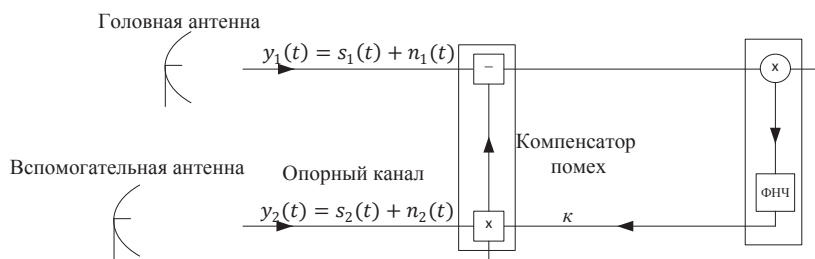 Головная антенна
y₁(t) = s₁(t) + n₁(t)
−
x
Вспомогательная антенна
Опорный канал
Компенсатор
помех
ФНЧ
y₂(t) = s₂(t) + n₂(t)
x
к